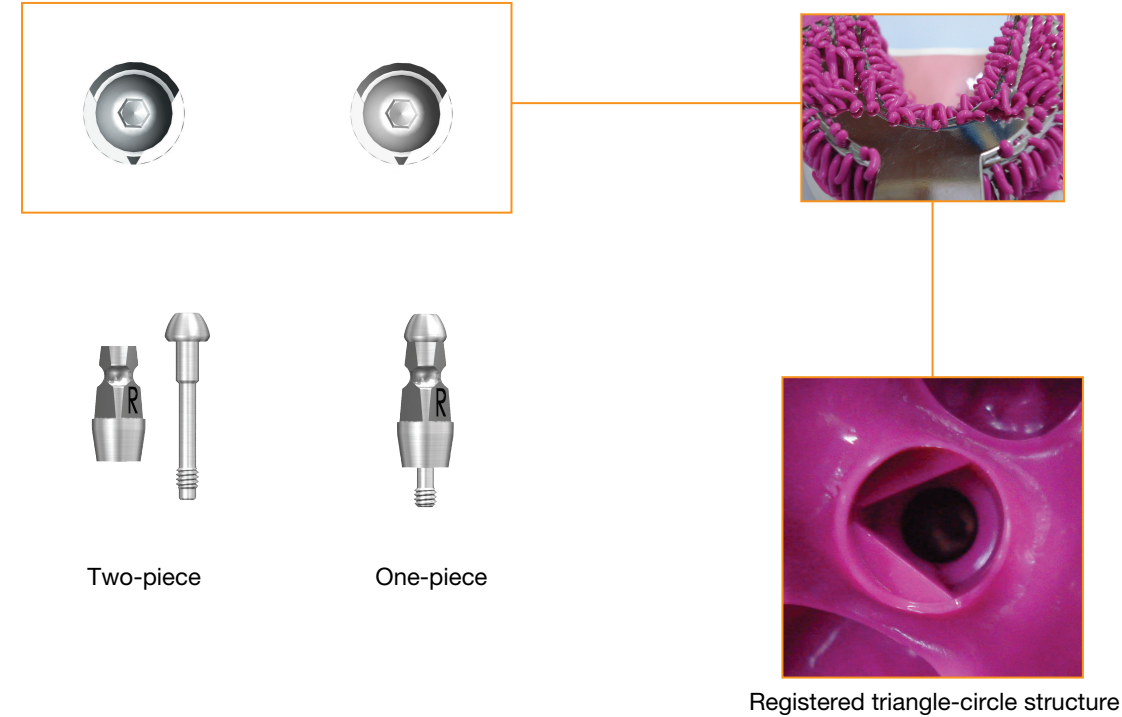 R
R
Two-piece
One-piece
Registered triangle-circle structure